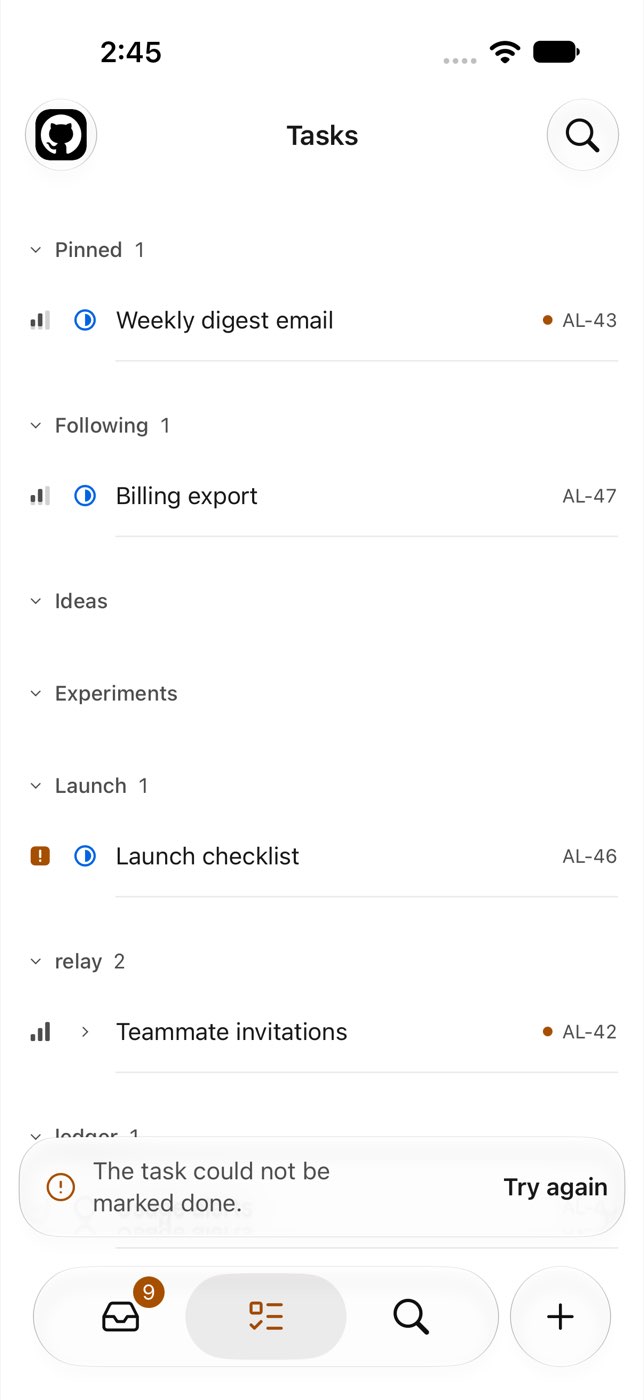 2:45
Tasks
Pinned 1
Weekly digest email AL-43
Following 1
Billing export AL-47
Ideas
Experiments
Launch 1
Launch checklist AL-46
relay 2
Teammate invitations AL-42
ledger 1
The task could not be
marked done.
Try again
9